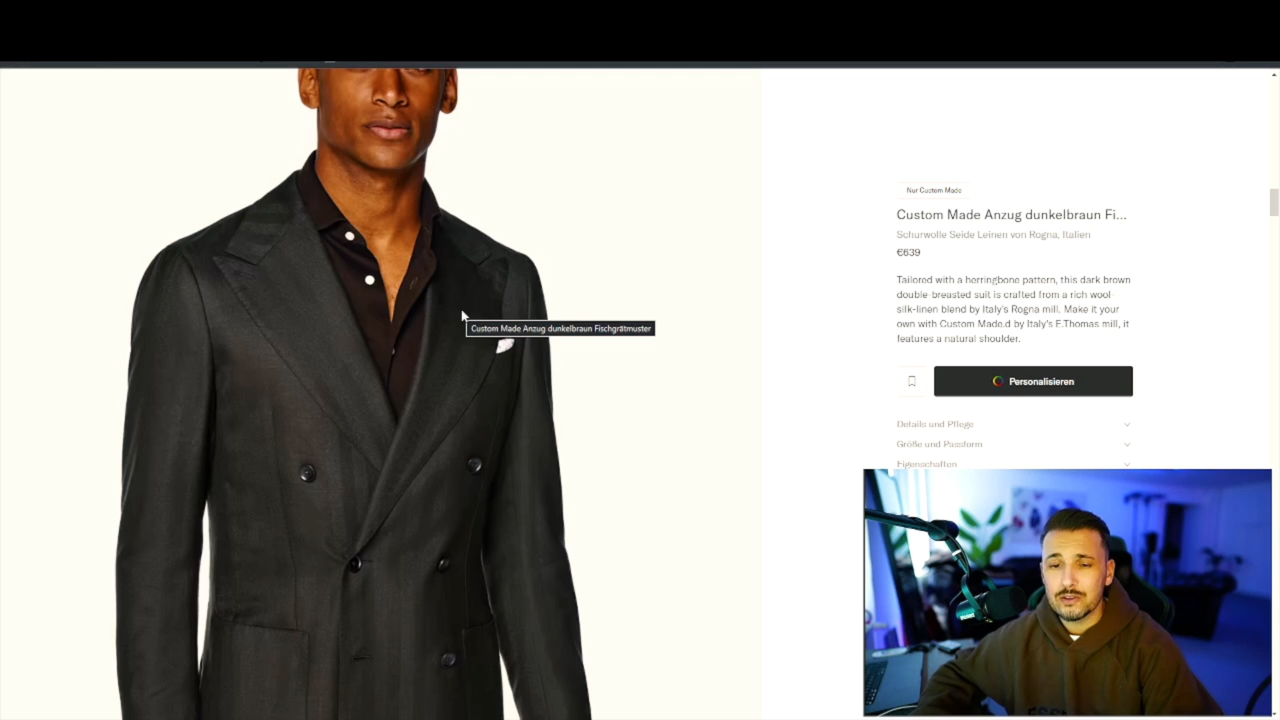 Nur Custom Made
Custom Made Anzug dunkelbraun Fi...
Schurwolle Seide Leinen von Rogna, Italien
€639
Tailored with a herringbone pattern, this dark brown
double-breasted suit is crafted from a rich wool-
silk-linen blend by Italy's Rogna mill. Make it your
own with Custom Made.d by Italy's E.Thomas mill, it
features a natural shoulder.
Custom Made Anzug dunkelbraun Fischgrätmuster
Personalisieren
Details und Pflege
Größe und Passform
Eigenschaften